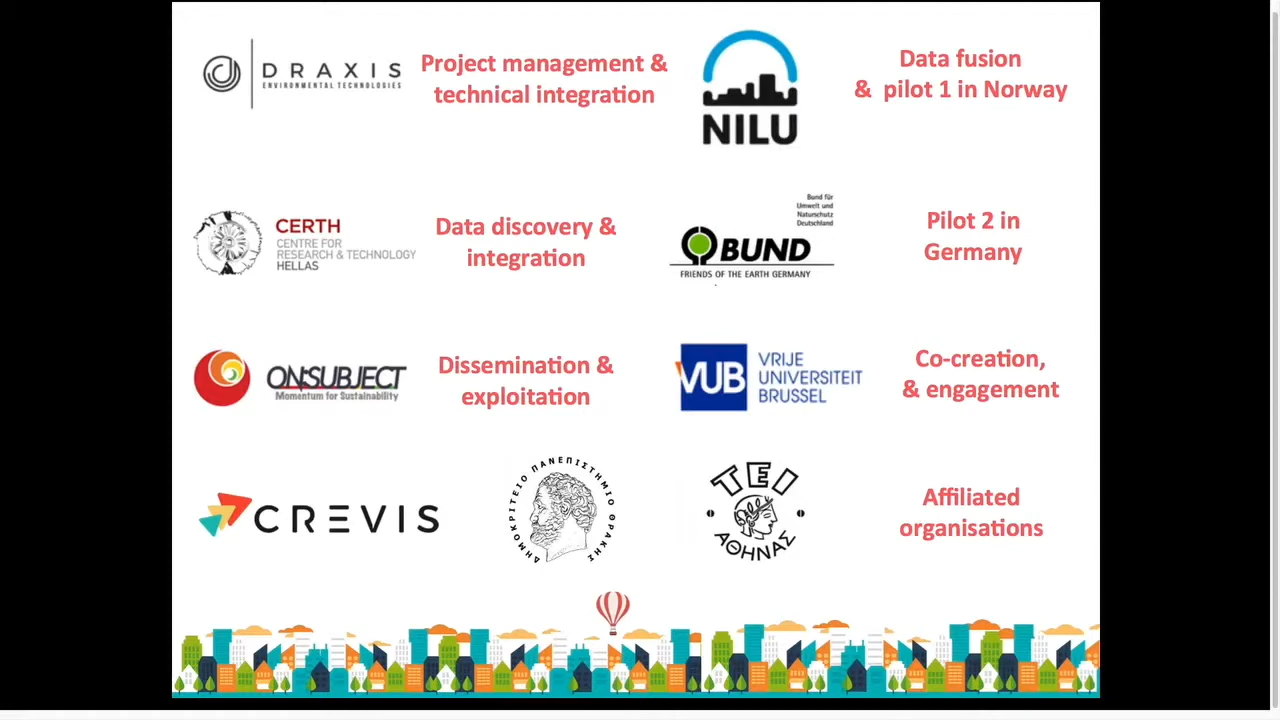 DRAXIS
ENVIRONMENTAL TECHNOLOGIES
Project management &
technical integration
NILU
Data fusion
& pilot 1 in Norway
CERTH
CENTRE FOR
RESEARCH & TECHNOLOGY
HELLAS
Data discovery &
integration
Bund für
Umwelt und
Naturschutz
Deutschland
BUND
FRIENDS OF THE EARTH GERMANY
Pilot 2 in
Germany
ON:SUBJECT
Momentum for Sustainability
Dissemination &
exploitation
VUB
VRIJE
UNIVERSITEIT
BRUSSEL
Co-creation,
& engagement
CREVIS
ΔΗΜΟΚΡΙΤΕΙΟ ΠΑΝΕΠΙΣΤΗΜΙΟ ΘΡΑΚΗΣ
ΤΕΙ
ΑΘΗΝΑΣ
Affiliated
organisations